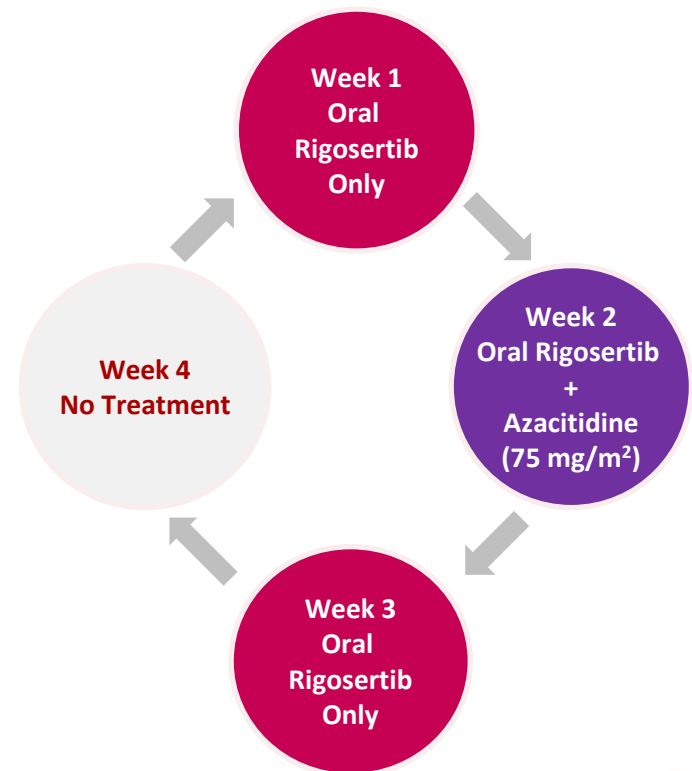 Week 1
Oral
Rigosertib
Only
Week 2
Oral Rigosertib
+
Azacitidine
(75 mg/m²)
Week 3
Oral
Rigosertib
Only
Week 4
No Treatment